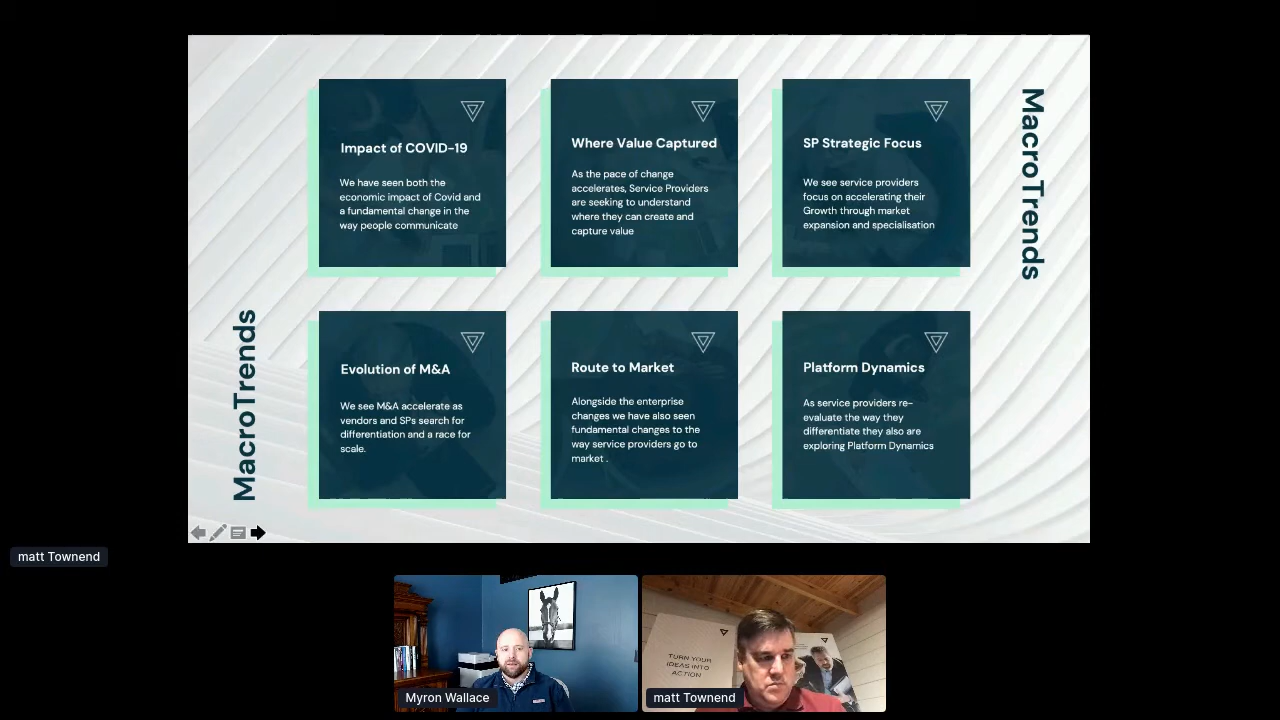 MacroTrends
Impact of COVID-19
We have seen both the
economic impact of Covid and
a fundamental change in the
way people communicate
Where Value Captured
As the pace of change
accelerates, Service Providers
are seeking to understand
where they can create and
capture value
SP Strategic Focus
We see service providers
focus on accelerating their
Growth through market
expansion and specialisation
MacroTrends
Evolution of M&A
We see M&A accelerate as
vendors and SPs search for
differentiation and a race for
scale.
Route to Market
Alongside the enterprise
changes we have also seen
fundamental changes to the
way service providers go to
market .
Platform Dynamics
As service providers re-
evaluate the way they
differentiate they also are
exploring Platform Dynamics
matt Townend
Myron Wallace
TURN YOUR
IDEAS INTO
ACTION
matt Townend